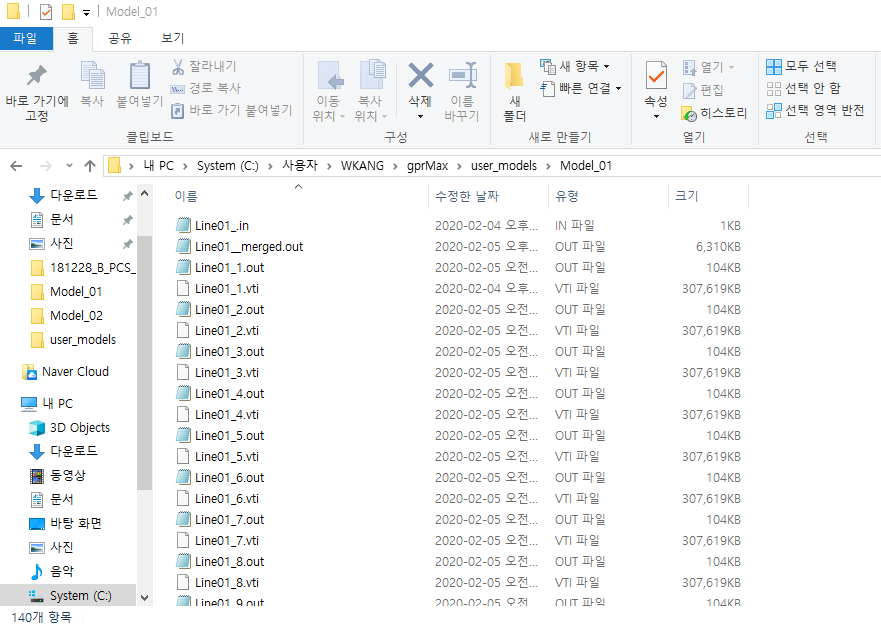 Model_01
파일 홈 공유 보기
바로 가기에 고정
복사
붙여넣기
잘라내기
경로 복사
바로 가기 붙여넣기
클립보드
이동 위치
복사 위치
삭제
이름 바꾸기
구성
새 폴더
새 항목
빠른 연결
새로 만들기
속성
열기
편집
히스토리
열기
모두 선택
선택 안 함
선택 영역 반전
선택
내 PC > System (C:) > 사용자 > WKANG > gprMax > user_models > Model_01
다운로드
문서
사진
181228_B_PCS_
Model_01
Model_02
user_models
Naver Cloud
내 PC
3D Objects
다운로드
동영상
문서
바탕 화면
사진
음악
System (C:)
이름 수정한 날짜 유형 크기
Line01_.in 2020-02-04 오후... IN 파일 1KB
Line01__merged.out 2020-02-05 오후... OUT 파일 6,310KB
Line01_1.out 2020-02-05 오전... OUT 파일 104KB
Line01_1.vti 2020-02-04 오후... VTI 파일 307,619KB
Line01_2.out 2020-02-05 오전... OUT 파일 104KB
Line01_2.vti 2020-02-05 오전... VTI 파일 307,619KB
Line01_3.out 2020-02-05 오전... OUT 파일 104KB
Line01_3.vti 2020-02-05 오전... VTI 파일 307,619KB
Line01_4.out 2020-02-05 오전... OUT 파일 104KB
Line01_4.vti 2020-02-05 오전... VTI 파일 307,619KB
Line01_5.out 2020-02-05 오전... OUT 파일 104KB
Line01_5.vti 2020-02-05 오전... VTI 파일 307,619KB
Line01_6.out 2020-02-05 오전... OUT 파일 104KB
Line01_6.vti 2020-02-05 오전... VTI 파일 307,619KB
Line01_7.out 2020-02-05 오전... OUT 파일 104KB
Line01_7.vti 2020-02-05 오전... VTI 파일 307,619KB
Line01_8.out 2020-02-05 오전... OUT 파일 104KB
Line01_8.vti 2020-02-05 오전... VTI 파일 307,619KB
Line01_9.out 2020-02-05 오전... OUT 파일 104KB
140개 항목